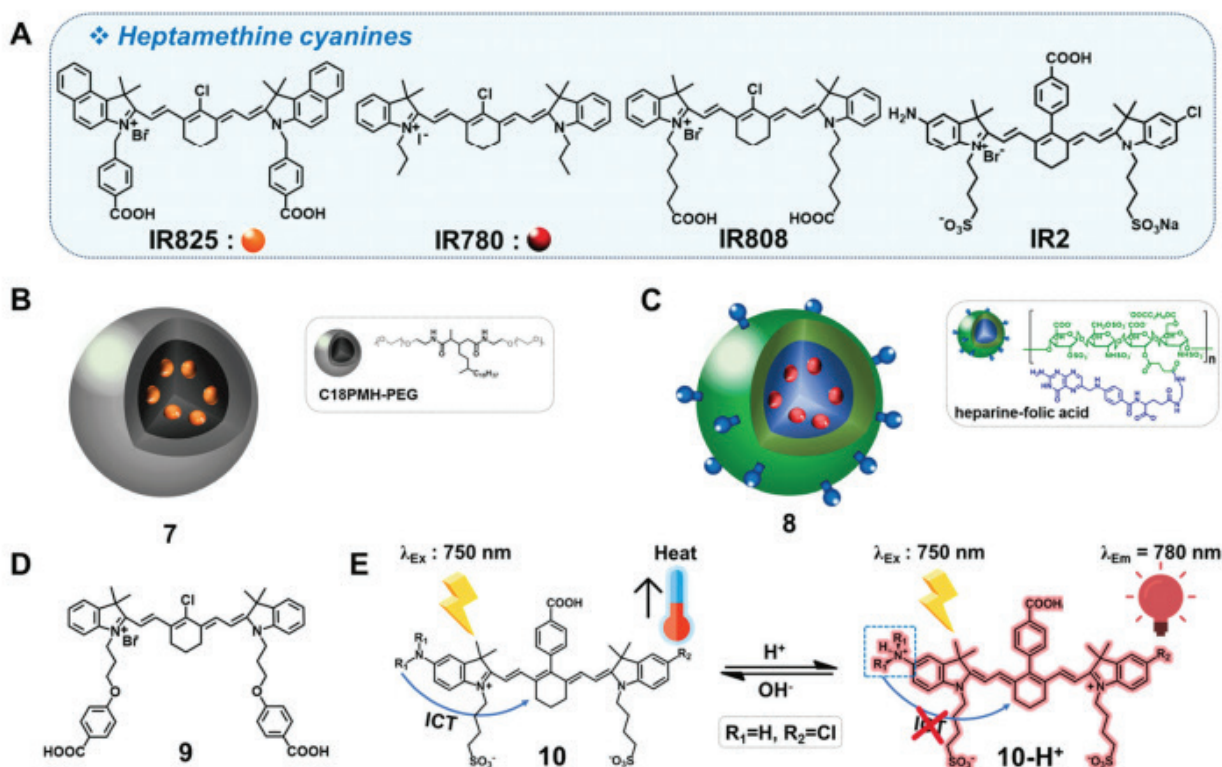 A
❖ Heptamethine cyanines
Cl
N⁺
Br⁻
N
COOH
COOH
IR825 :
Cl
N⁺
I⁻
N
IR780 :
Cl
N⁺
Br⁻
N
COOH
HOOC
IR808
COOH
H₂N
Cl
N⁺
Br⁻
N
⁻O₃S
SO₃Na
IR2
B
C18PMH-PEG
7
C
heparine-folic acid
8
D
Cl
N⁺
Br⁻
N
O
O
HOOC
COOH
9
E
λEx : 750 nm
Heat
COOH
R₁
N
R₁
R₂
N⁺
N
ICT
SO₃⁻
⁻O₃S
10
H⁺
OH⁻
R₁=H, R₂=Cl
λEx : 750 nm
λEm = 780 nm
COOH
R₁
H
N⁺
R₁
R₂
N
N⁺
ICT
SO₃⁻
⁻O₃S
10-H⁺